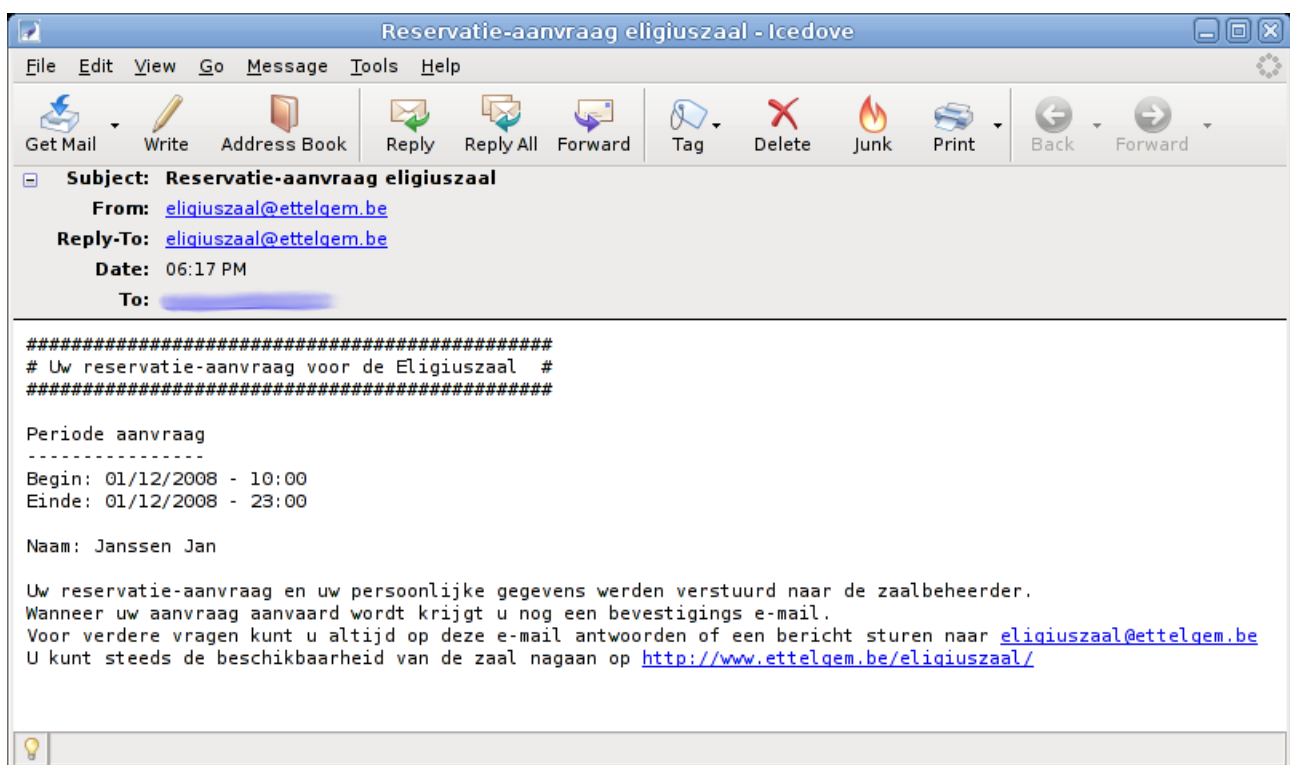 Reservatie-aanvraag eligiuszaal - Icedove
File Edit View Go Message Tools Help
Get Mail Write Address Book Reply Reply All Forward Tag Delete Junk Print Back Forward
Subject: Reservatie-aanvraag eligiuszaal
From: eligiuszaal@ettelgem.be
Reply-To: eligiuszaal@ettelgem.be
Date: 06:17 PM
To:
###############################################
# Uw reservatie-aanvraag voor de Eligiuszaal  #
###############################################
Periode aanvraag
----------------
Begin: 01/12/2008 - 10:00
Einde: 01/12/2008 - 23:00
Naam: Janssen Jan
Uw reservatie-aanvraag en uw persoonlijke gegevens werden verstuurd naar de zaalbeheerder.
Wanneer uw aanvraag aanvaard wordt krijgt u nog een bevestigings e-mail.
Voor verdere vragen kunt u altijd op deze e-mail antwoorden of een bericht sturen naar eligiuszaal@ettelgem.be
U kunt steeds de beschikbaarheid van de zaal nagaan op http://www.ettelgem.be/eligiuszaal/